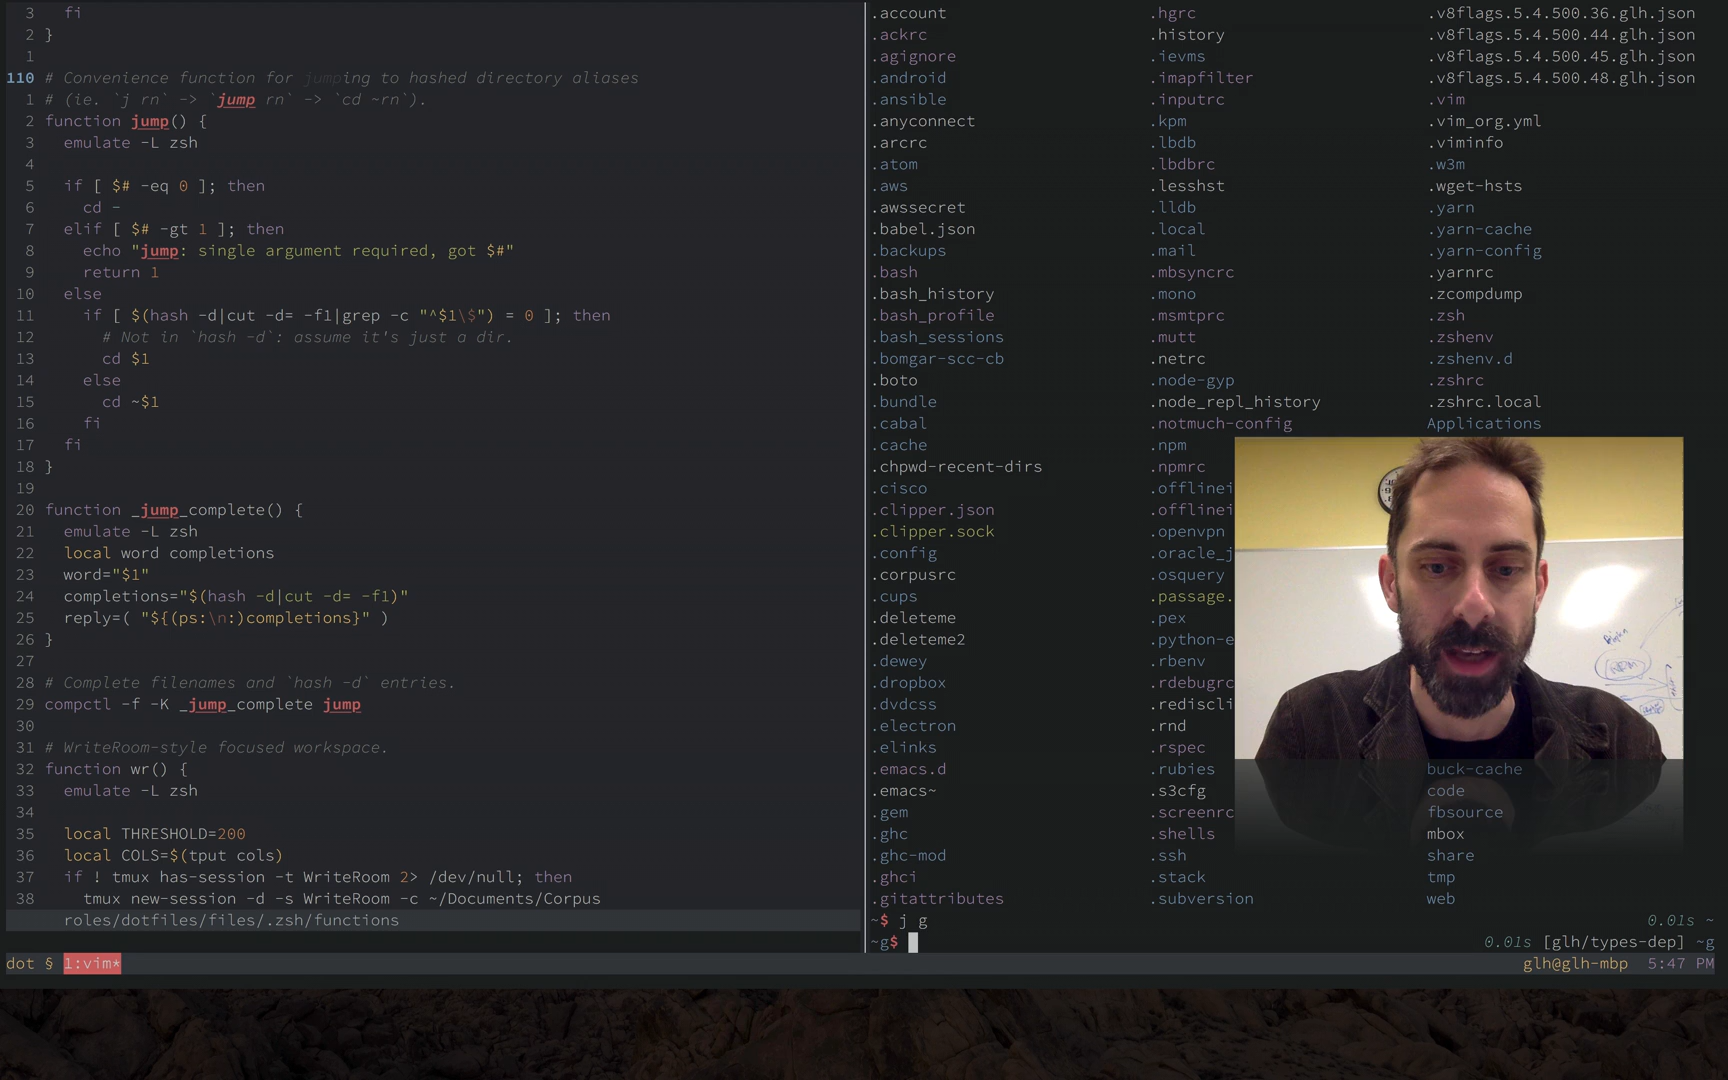 3 fi
2 }
1
110 # Convenience function for jumping to hashed directory aliases
1 # (ie. `j rn` -> `jump rn` -> `cd ~rn`).
2 function jump() {
3 emulate -L zsh
4
5 if [ $# -eq 0 ]; then
6 cd -
7 elif [ $# -gt 1 ]; then
8 echo "jump: single argument required, got $#"
9 return 1
10 else
11 if [ $(hash -d|cut -d= -f1|grep -c "^$1\$") = 0 ]; then
12 # Not in `hash -d`: assume it's just a dir.
13 cd $1
14 else
15 cd ~$1
16 fi
17 fi
18 }
19
20 function _jump_complete() {
21 emulate -L zsh
22 local word completions
23 word="$1"
24 completions="$(hash -d|cut -d= -f1)"
25 reply=( "${(ps:\n:)completions}" )
26 }
27
28 # Complete filenames and `hash -d` entries.
29 compctl -f -K _jump_complete jump
30
31 # WriteRoom-style focused workspace.
32 function wr() {
33 emulate -L zsh
34
35 local THRESHOLD=200
36 local COLS=$(tput cols)
37 if ! tmux has-session -t WriteRoom 2> /dev/null; then
38 tmux new-session -d -s WriteRoom -c ~/Documents/Corpus
roles/dotfiles/files/.zsh/functions
.account .hgrc .v8flags.5.4.500.36.glh.json
.ackrc .history .v8flags.5.4.500.44.glh.json
.agignore .ievms .v8flags.5.4.500.45.glh.json
.android .imapfilter .v8flags.5.4.500.48.glh.json
.ansible .inputrc .vim
.anyconnect .kpm .vim_org.yml
.arcrc .lbdb .viminfo
.atom .lbdbrc .w3m
.aws .lesshst .wget-hsts
.awssecret .lldb .yarn
.babel.json .local .yarn-cache
.backups .mail .yarn-config
.bash .mbsyncrc .yarnrc
.bash_history .mono .zcompdump
.bash_profile .msmtprc .zsh
.bash_sessions .mutt .zshenv
.bomgar-scc-cb .netrc .zshenv.d
.boto .node-gyp .zshrc
.bundle .node_repl_history .zshrc.local
.cabal .notmuch-config Applications
.cache .npm
.chpwd-recent-dirs .npmrc
.cisco .offlinei
.clipper.json .offlinei
.clipper.sock .openvpn
.config .oracle_j
.corpusrc .osquery
.cups .passage.
.deleteme .pex
.deleteme2 .python-e
.dewey .rbenv
.dropbox .rdebugrc
.dvdcss .rediscli
.electron .rnd
.elinks .rspec
.emacs.d .rubies buck-cache
.emacs~ .s3cfg code
.gem .screenrc fbsource
.ghc .shells mbox
.ghc-mod .ssh share
.ghci .stack tmp
.gitattributes .subversion web
~$ j g 0.01s ~
~g$ 0.01s [glh/types-dep] ~g
dot § 1:vim* glh@glh-mbp 5:47 PM